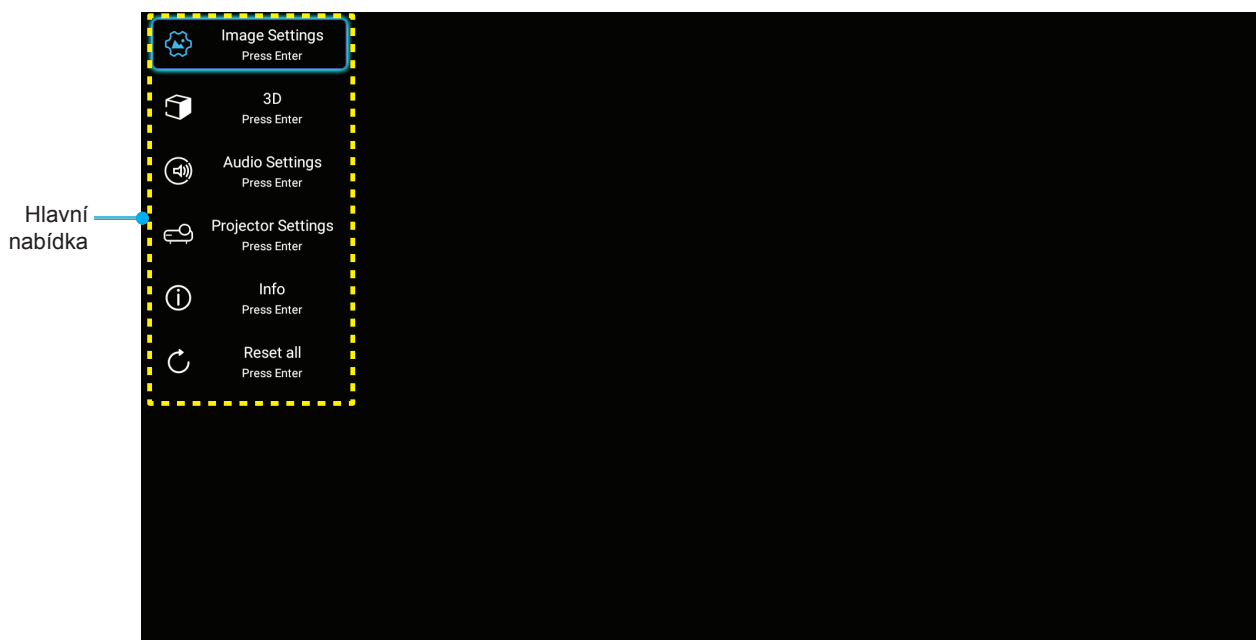 Image Settings
Press Enter
3D
Press Enter
Audio Settings
Press Enter
Hlavní
nabídka
Projector Settings
Press Enter
Info
Press Enter
Reset all
Press Enter